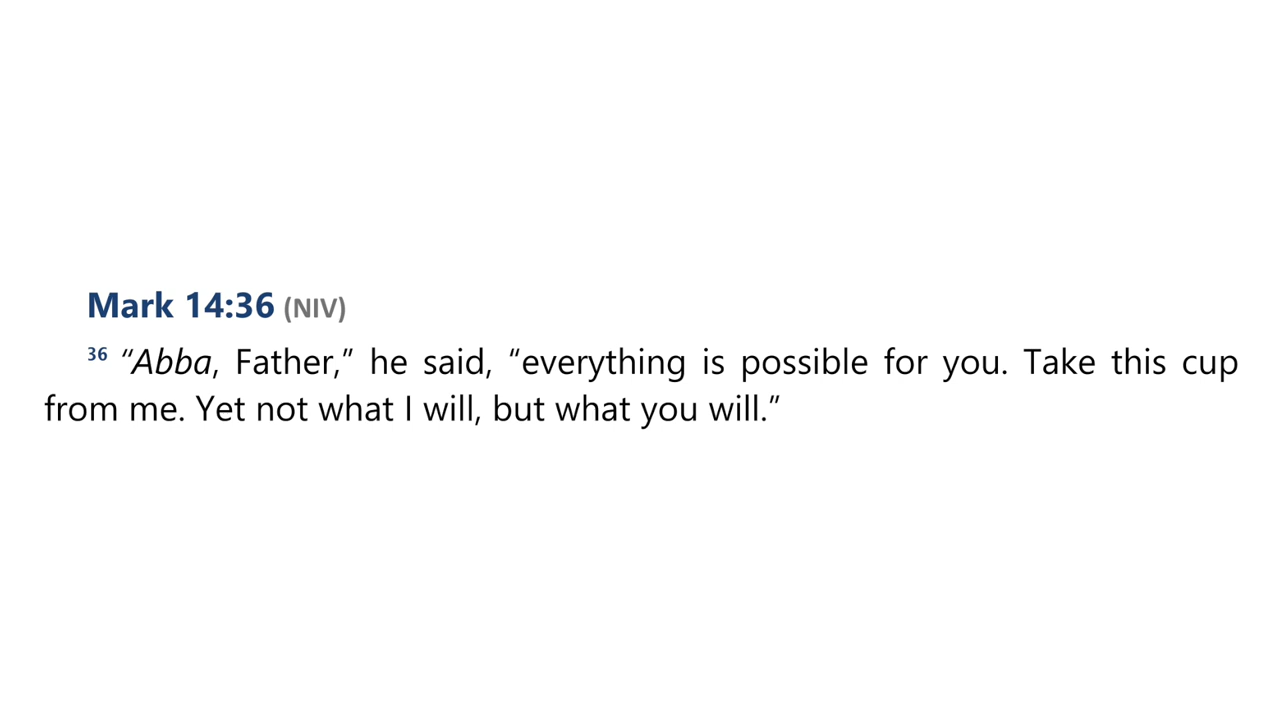 Mark 14:36 (NIV)
36 “Abba, Father,” he said, “everything is possible for you. Take this cup
from me. Yet not what I will, but what you will.”